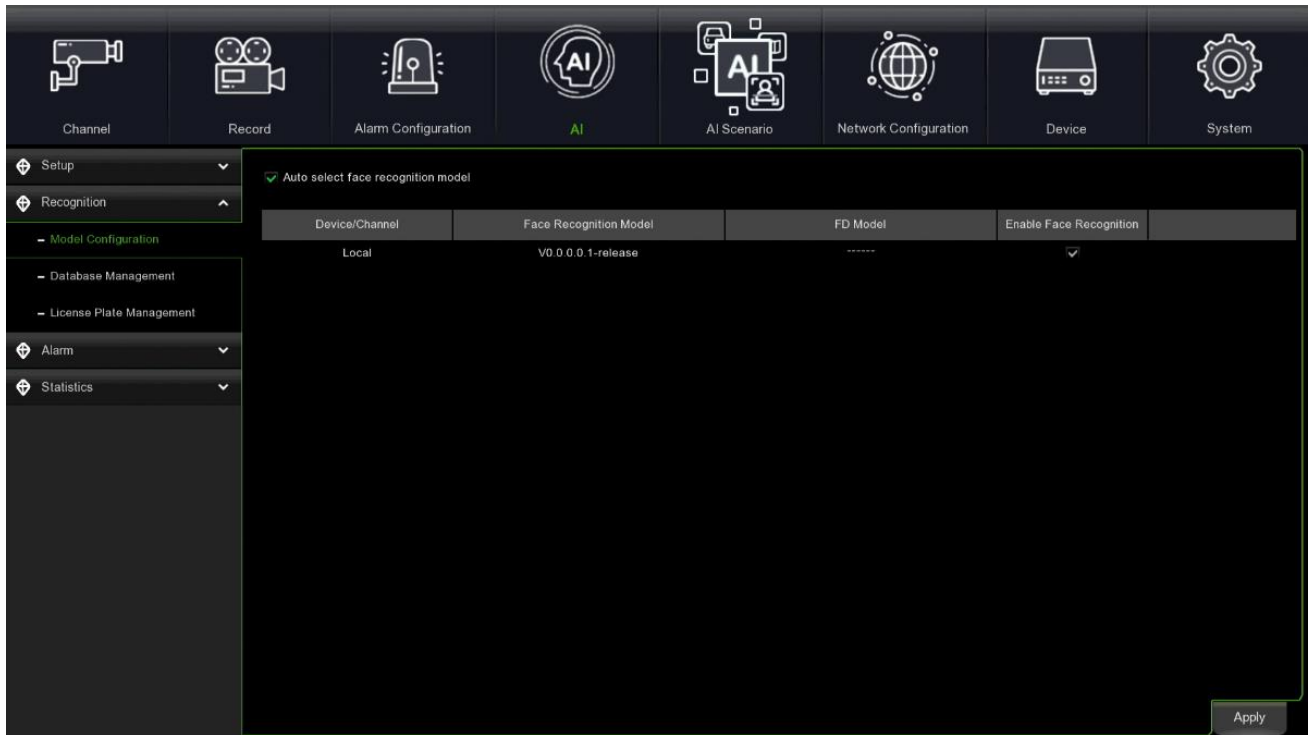 AI
AI
Channel Record Alarm Configuration AI AI Scenario Network Configuration Device System
Setup
Auto select face recognition model
Recognition
Device/Channel Face Recognition Model FD Model Enable Face Recognition
Model Configuration
Local V0.0.0.0.1-release ------
Database Management
License Plate Management
Alarm
Statistics
Apply